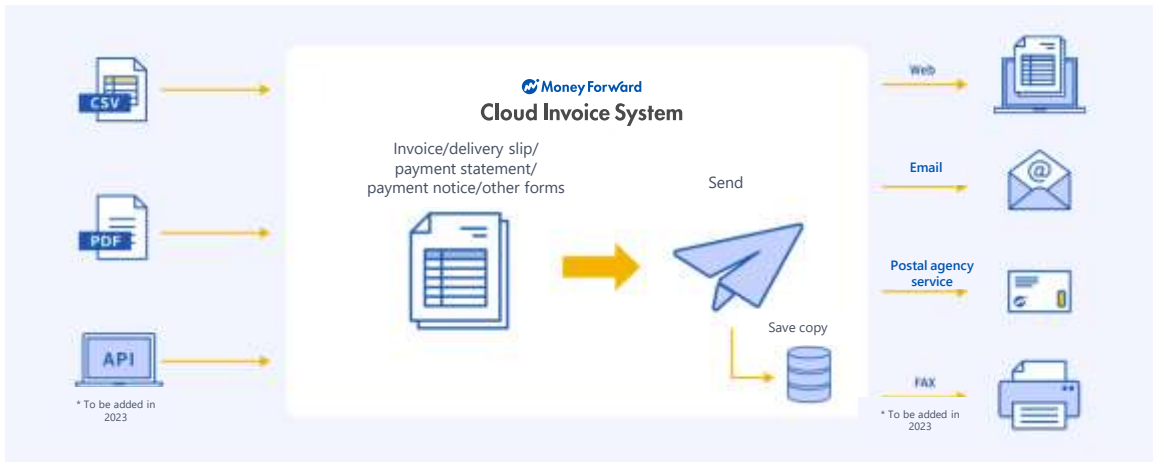 CSV
PDF
API
* To be added in
2023
Money Forward
Cloud Invoice System
Invoice/delivery slip/
payment statement/
payment notice/other forms
Send
Save copy
Web
Email
Postal agency
service
FAX
* To be added in
2023
@